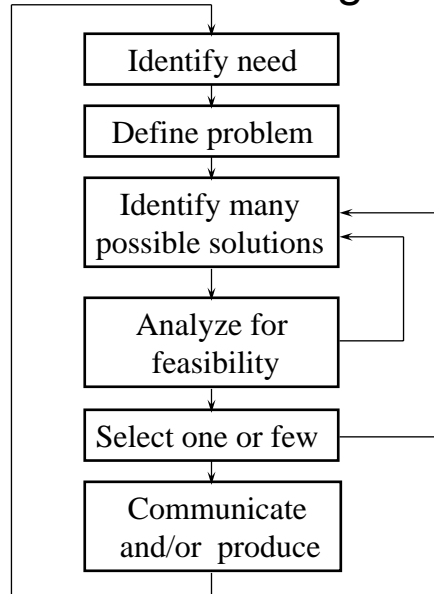 Identify need
Define problem
Identify many
possible solutions
Analyze for
feasibility
Select one or few
Communicate
and/or produce